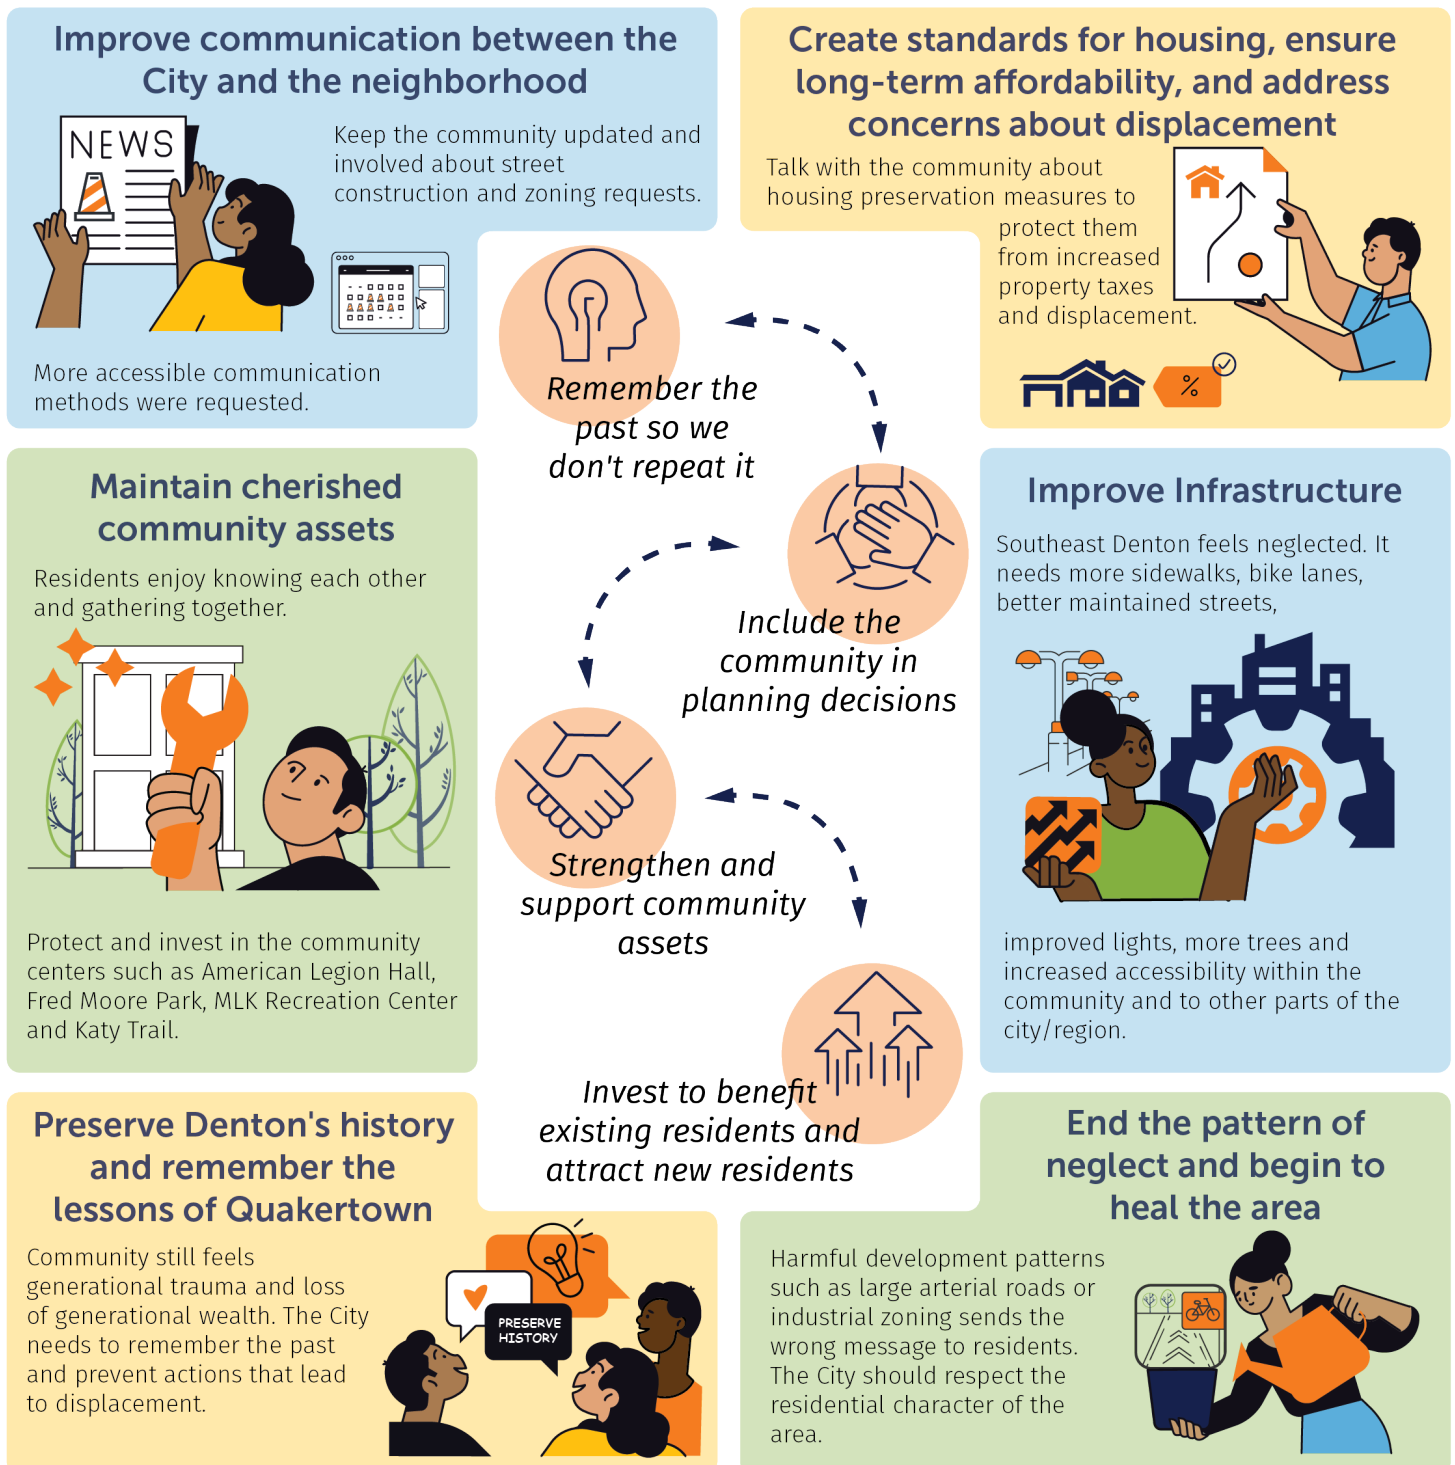 Improve communication between the
City and the neighborhood
NEWS
Keep the community updated and
involved about street
construction and zoning requests.
More accessible communication
methods were requested.
Create standards for housing, ensure
long-term affordability, and address
concerns about displacement
Talk with the community about
housing preservation measures to
protect them
from increased
property taxes
and displacement.
%
Remember the
past so we
don't repeat it
Include the
community in
planning decisions
Strengthen and
support community
assets
Invest to benefit
existing residents and
attract new residents
Maintain cherished
community assets
Residents enjoy knowing each other
and gathering together.
Protect and invest in the community
centers such as American Legion Hall,
Fred Moore Park, MLK Recreation Center
and Katy Trail.
Improve Infrastructure
Southeast Denton feels neglected. It
needs more sidewalks, bike lanes,
better maintained streets,
improved lights, more trees and
increased accessibility within the
community and to other parts of the
city/region.
Preserve Denton's history
and remember the
lessons of Quakertown
Community still feels
generational trauma and loss
of generational wealth. The City
needs to remember the past
and prevent actions that lead
to displacement.
PRESERVE
HISTORY
End the pattern of
neglect and begin to
heal the area
Harmful development patterns
such as large arterial roads or
industrial zoning sends the
wrong message to residents.
The City should respect the
residential character of the
area.